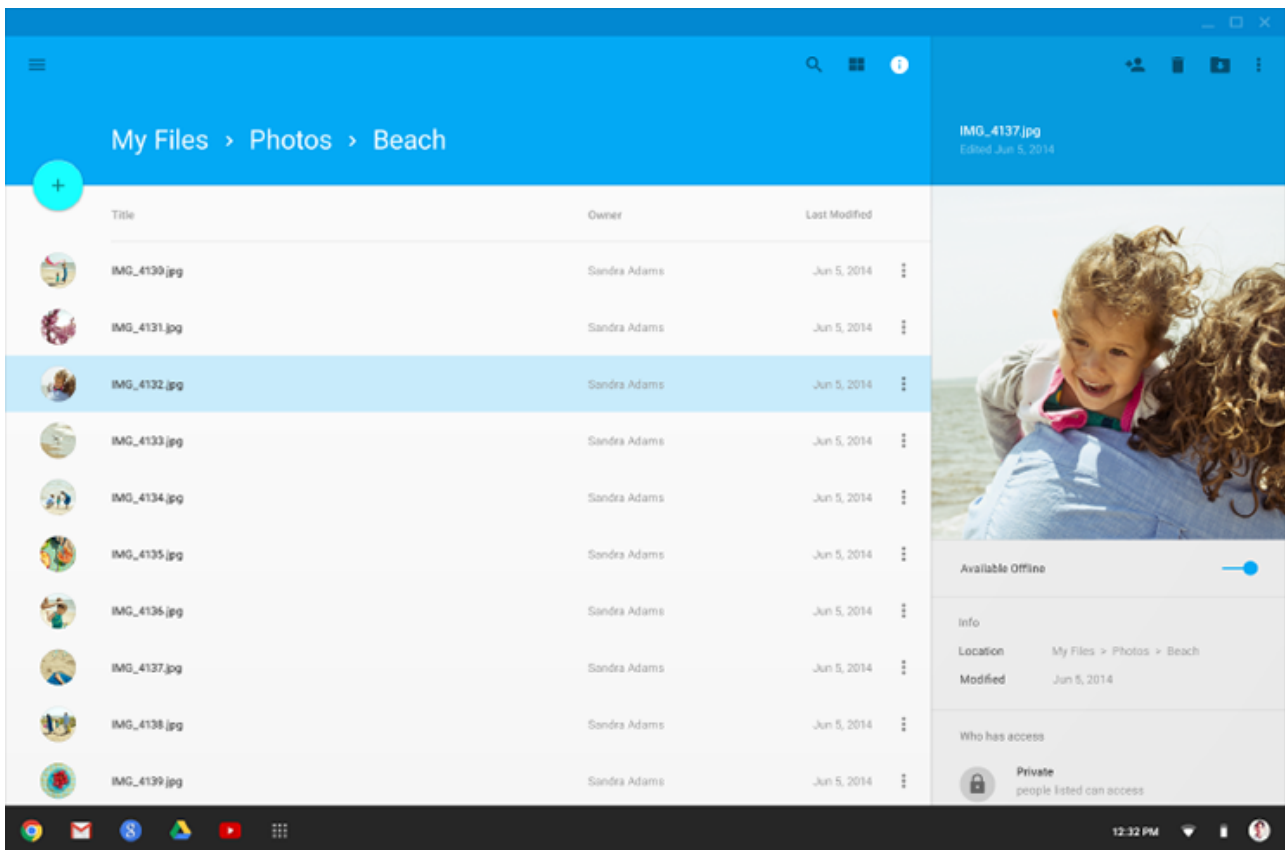 My Files > Photos > Beach
IMG_4137.jpg
Edited Jun 5, 2014
Title Owner Last Modified
IMG_4130.jpg Sandra Adams Jun 5, 2014
IMG_4131.jpg Sandra Adams Jun 5, 2014
IMG_4132.jpg Sandra Adams Jun 5, 2014
IMG_4133.jpg Sandra Adams Jun 5, 2014
IMG_4134.jpg Sandra Adams Jun 5, 2014
IMG_4135.jpg Sandra Adams Jun 5, 2014
IMG_4136.jpg Sandra Adams Jun 5, 2014
IMG_4137.jpg Sandra Adams Jun 5, 2014
IMG_4138.jpg Sandra Adams Jun 5, 2014
IMG_4139.jpg Sandra Adams Jun 5, 2014
Available Offline
Info
Location My Files > Photos > Beach
Modified Jun 5, 2014
Who has access
Private
people listed can access
12:32 PM